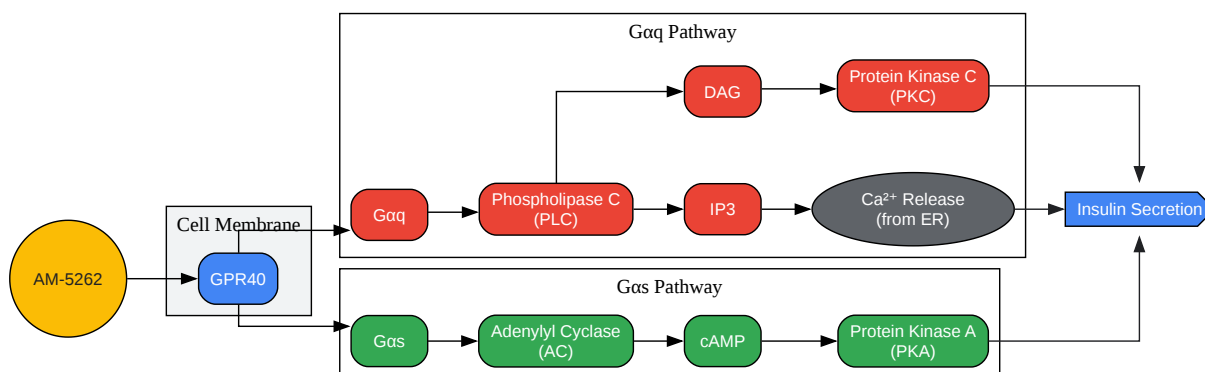 Gαq Pathway
DAG
Protein Kinase C
(PKC)
Gαq
Phospholipase C
(PLC)
IP3
Ca²⁺ Release
(from ER)
Insulin Secretion
Cell Membrane
AM-5262
GPR40
Gαs Pathway
Gαs
Adenylyl Cyclase
(AC)
cAMP
Protein Kinase A
(PKA)